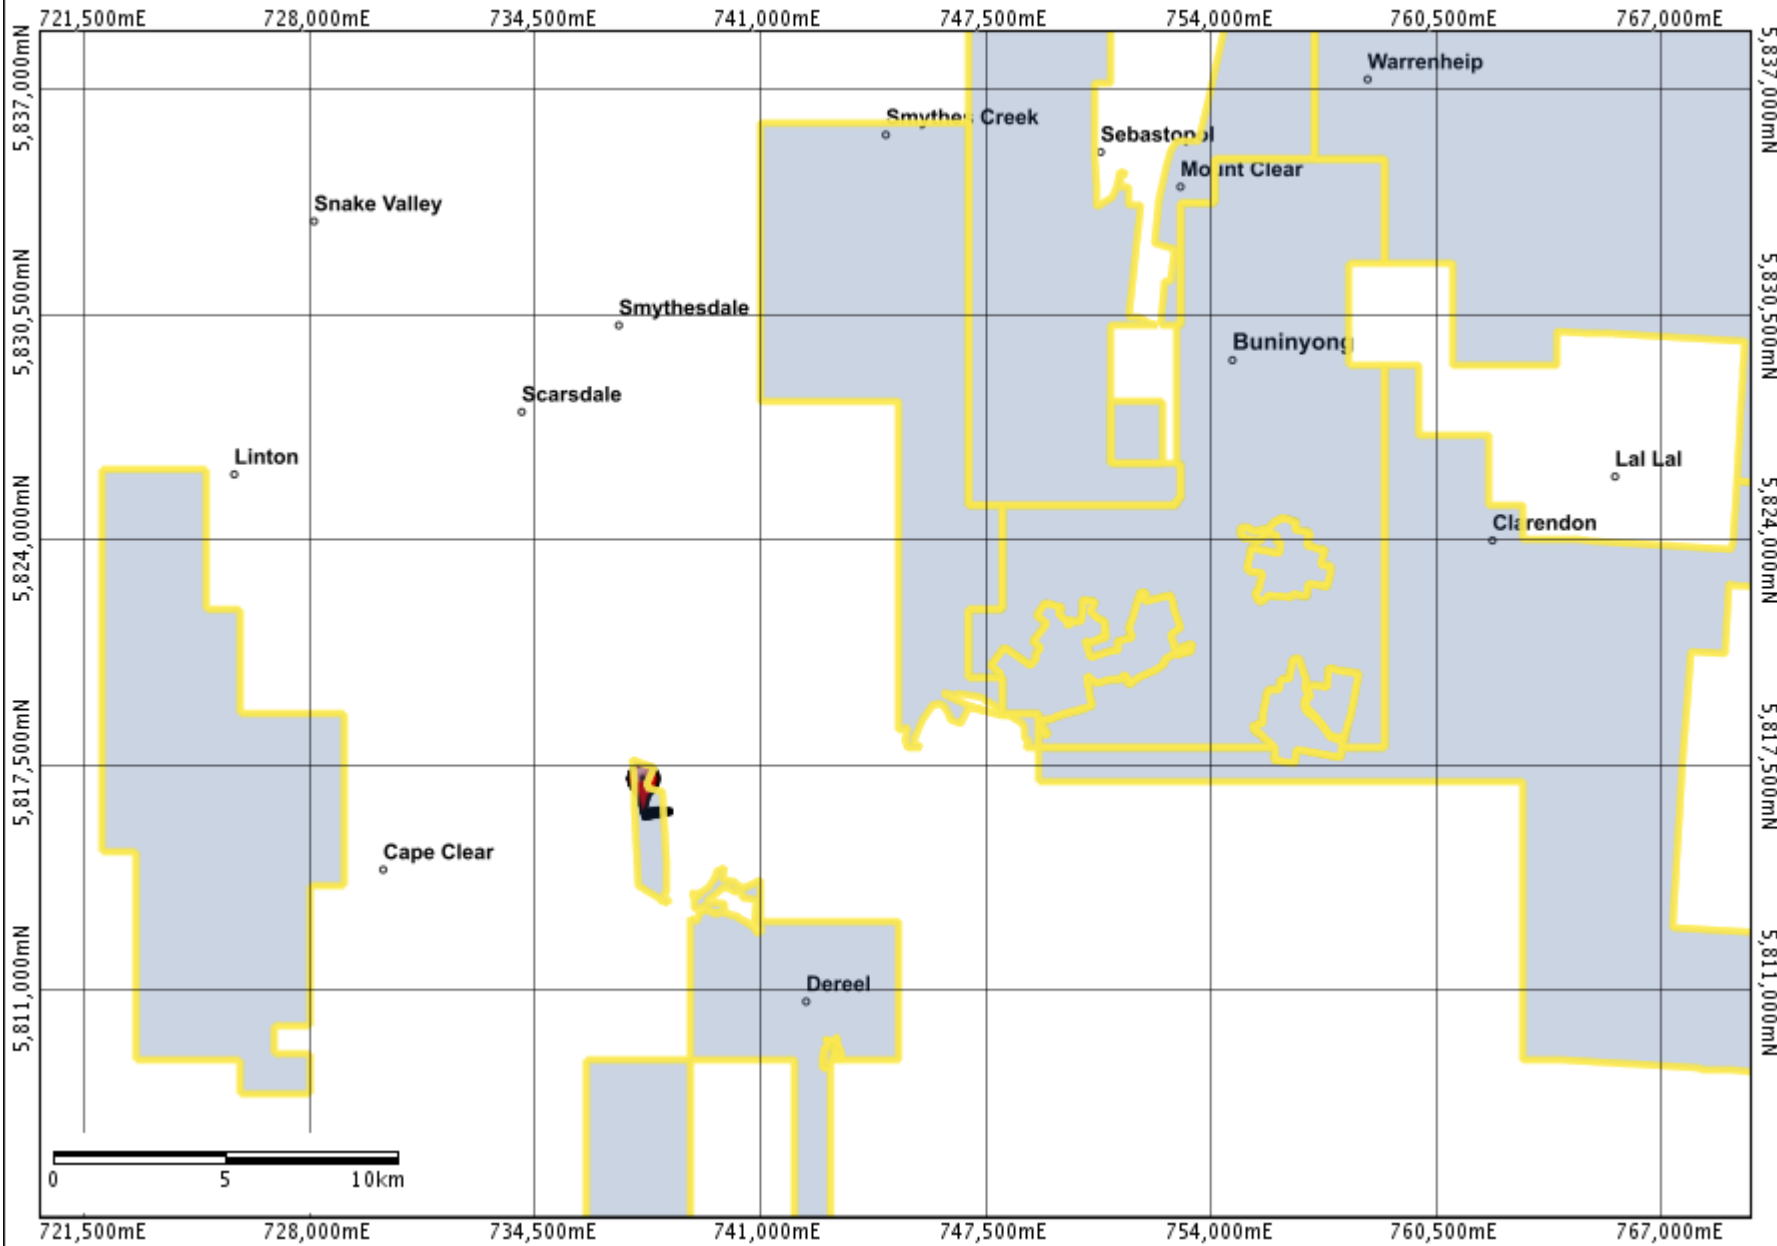 721,500mE 728,000mE 734,500mE 741,000mE 747,500mE 754,000mE 760,500mE 767,000mE
5,837,000mN
5,837,000mN
Warrenheip
Smythes Creek
Sebastopol
Mount Clear
Snake Valley
5,830,500mN
5,830,500mN
Smythesdale
Buninyong
Scarsdale
Linton
Lal Lal
5,824,000mN
5,824,000mN
Clarendon
5,817,500mN
5,817,500mN
Cape Clear
5,811,000mN
5,811,000mN
Dereel
0 5 10km
721,500mE 728,000mE 734,500mE 741,000mE 747,500mE 754,000mE 760,500mE 767,000mE